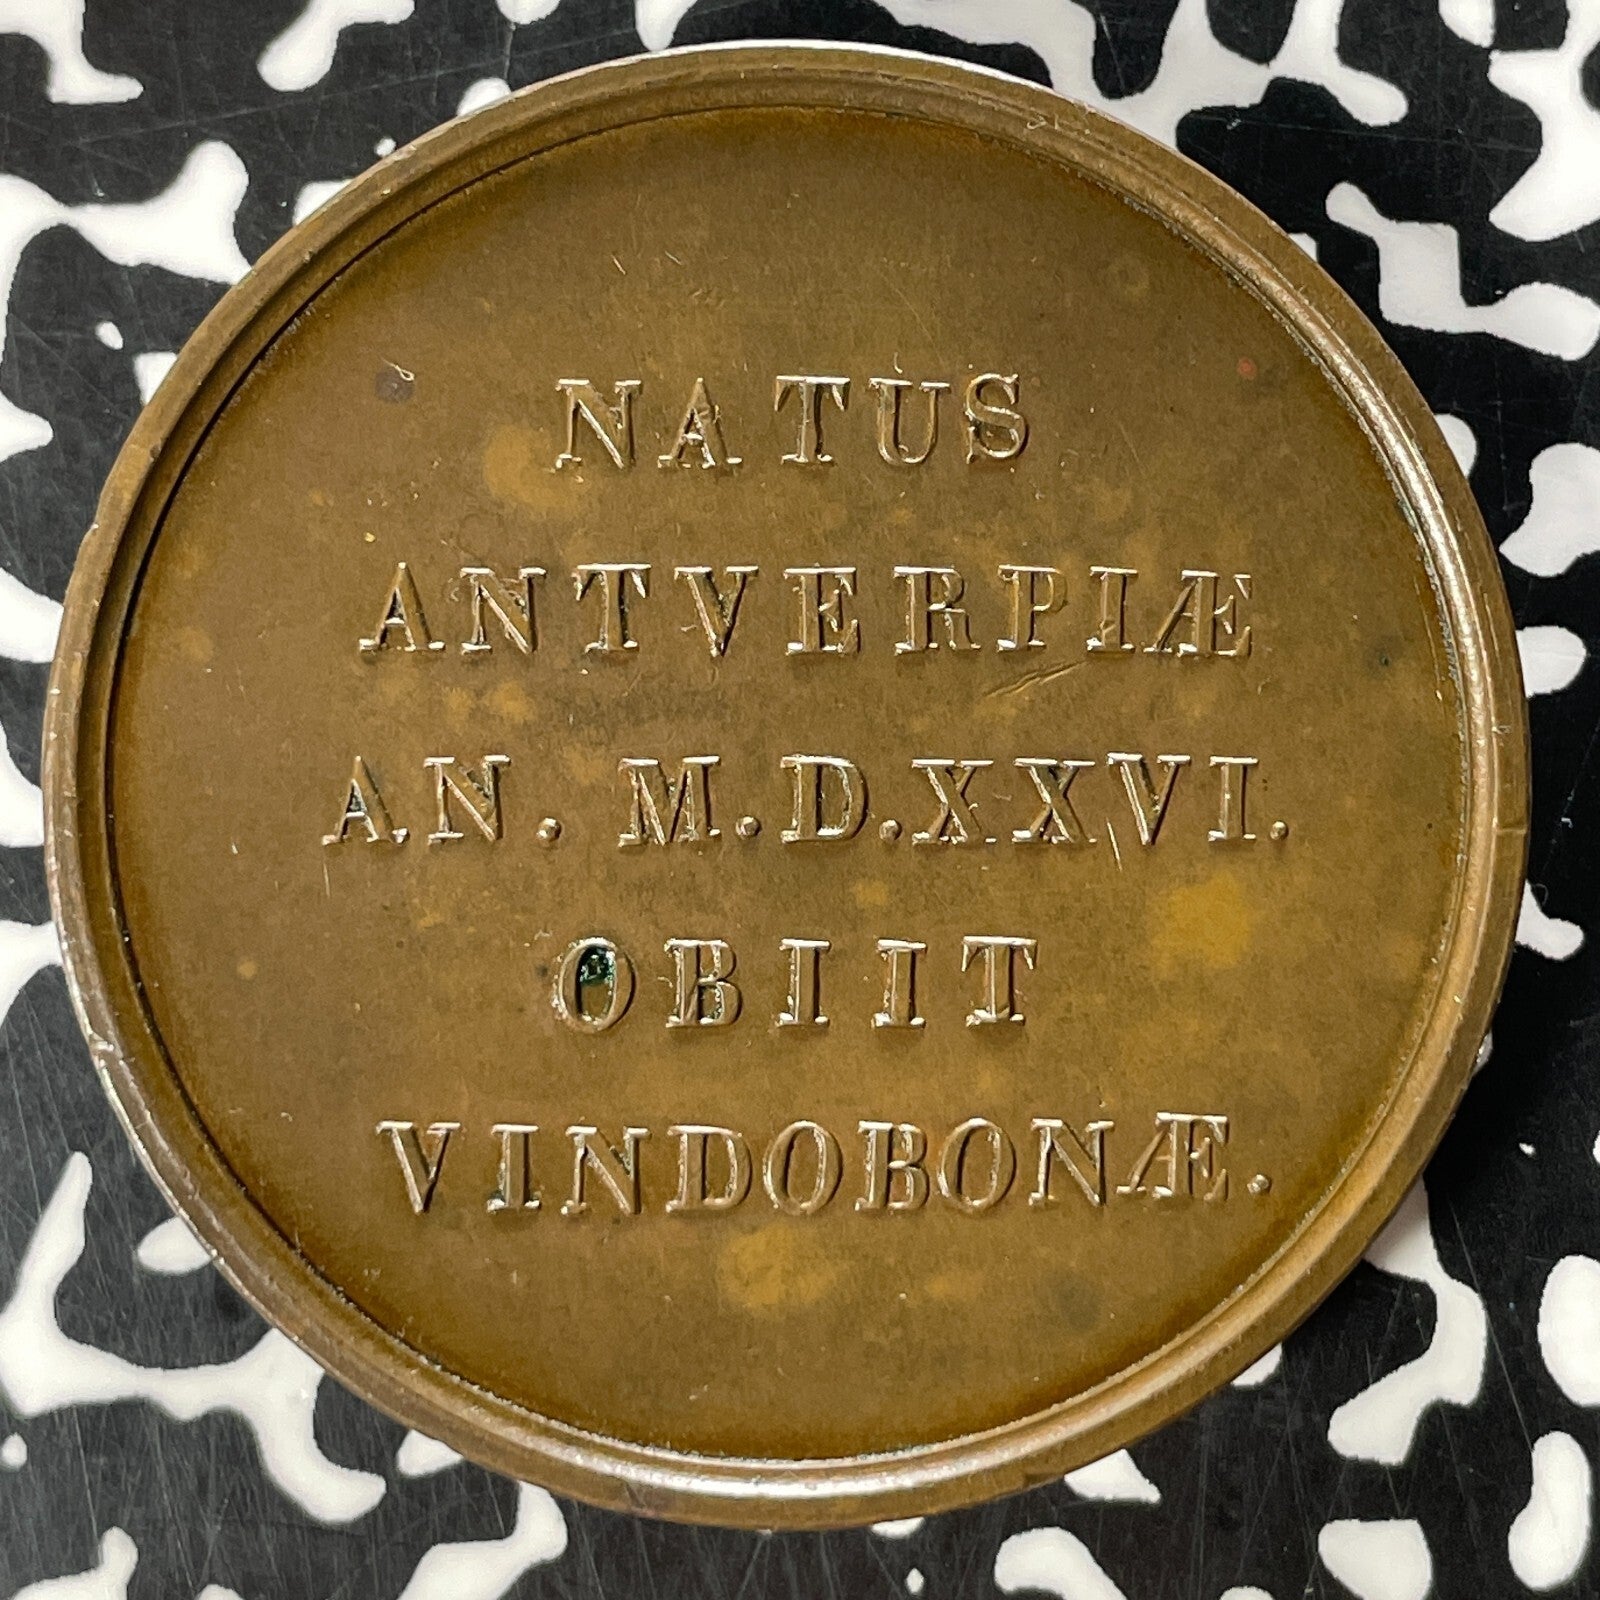 NATUS
ANTVERPIÆ
AN. M.D.XXVI.
OBIIT
VINDOBONÆ.